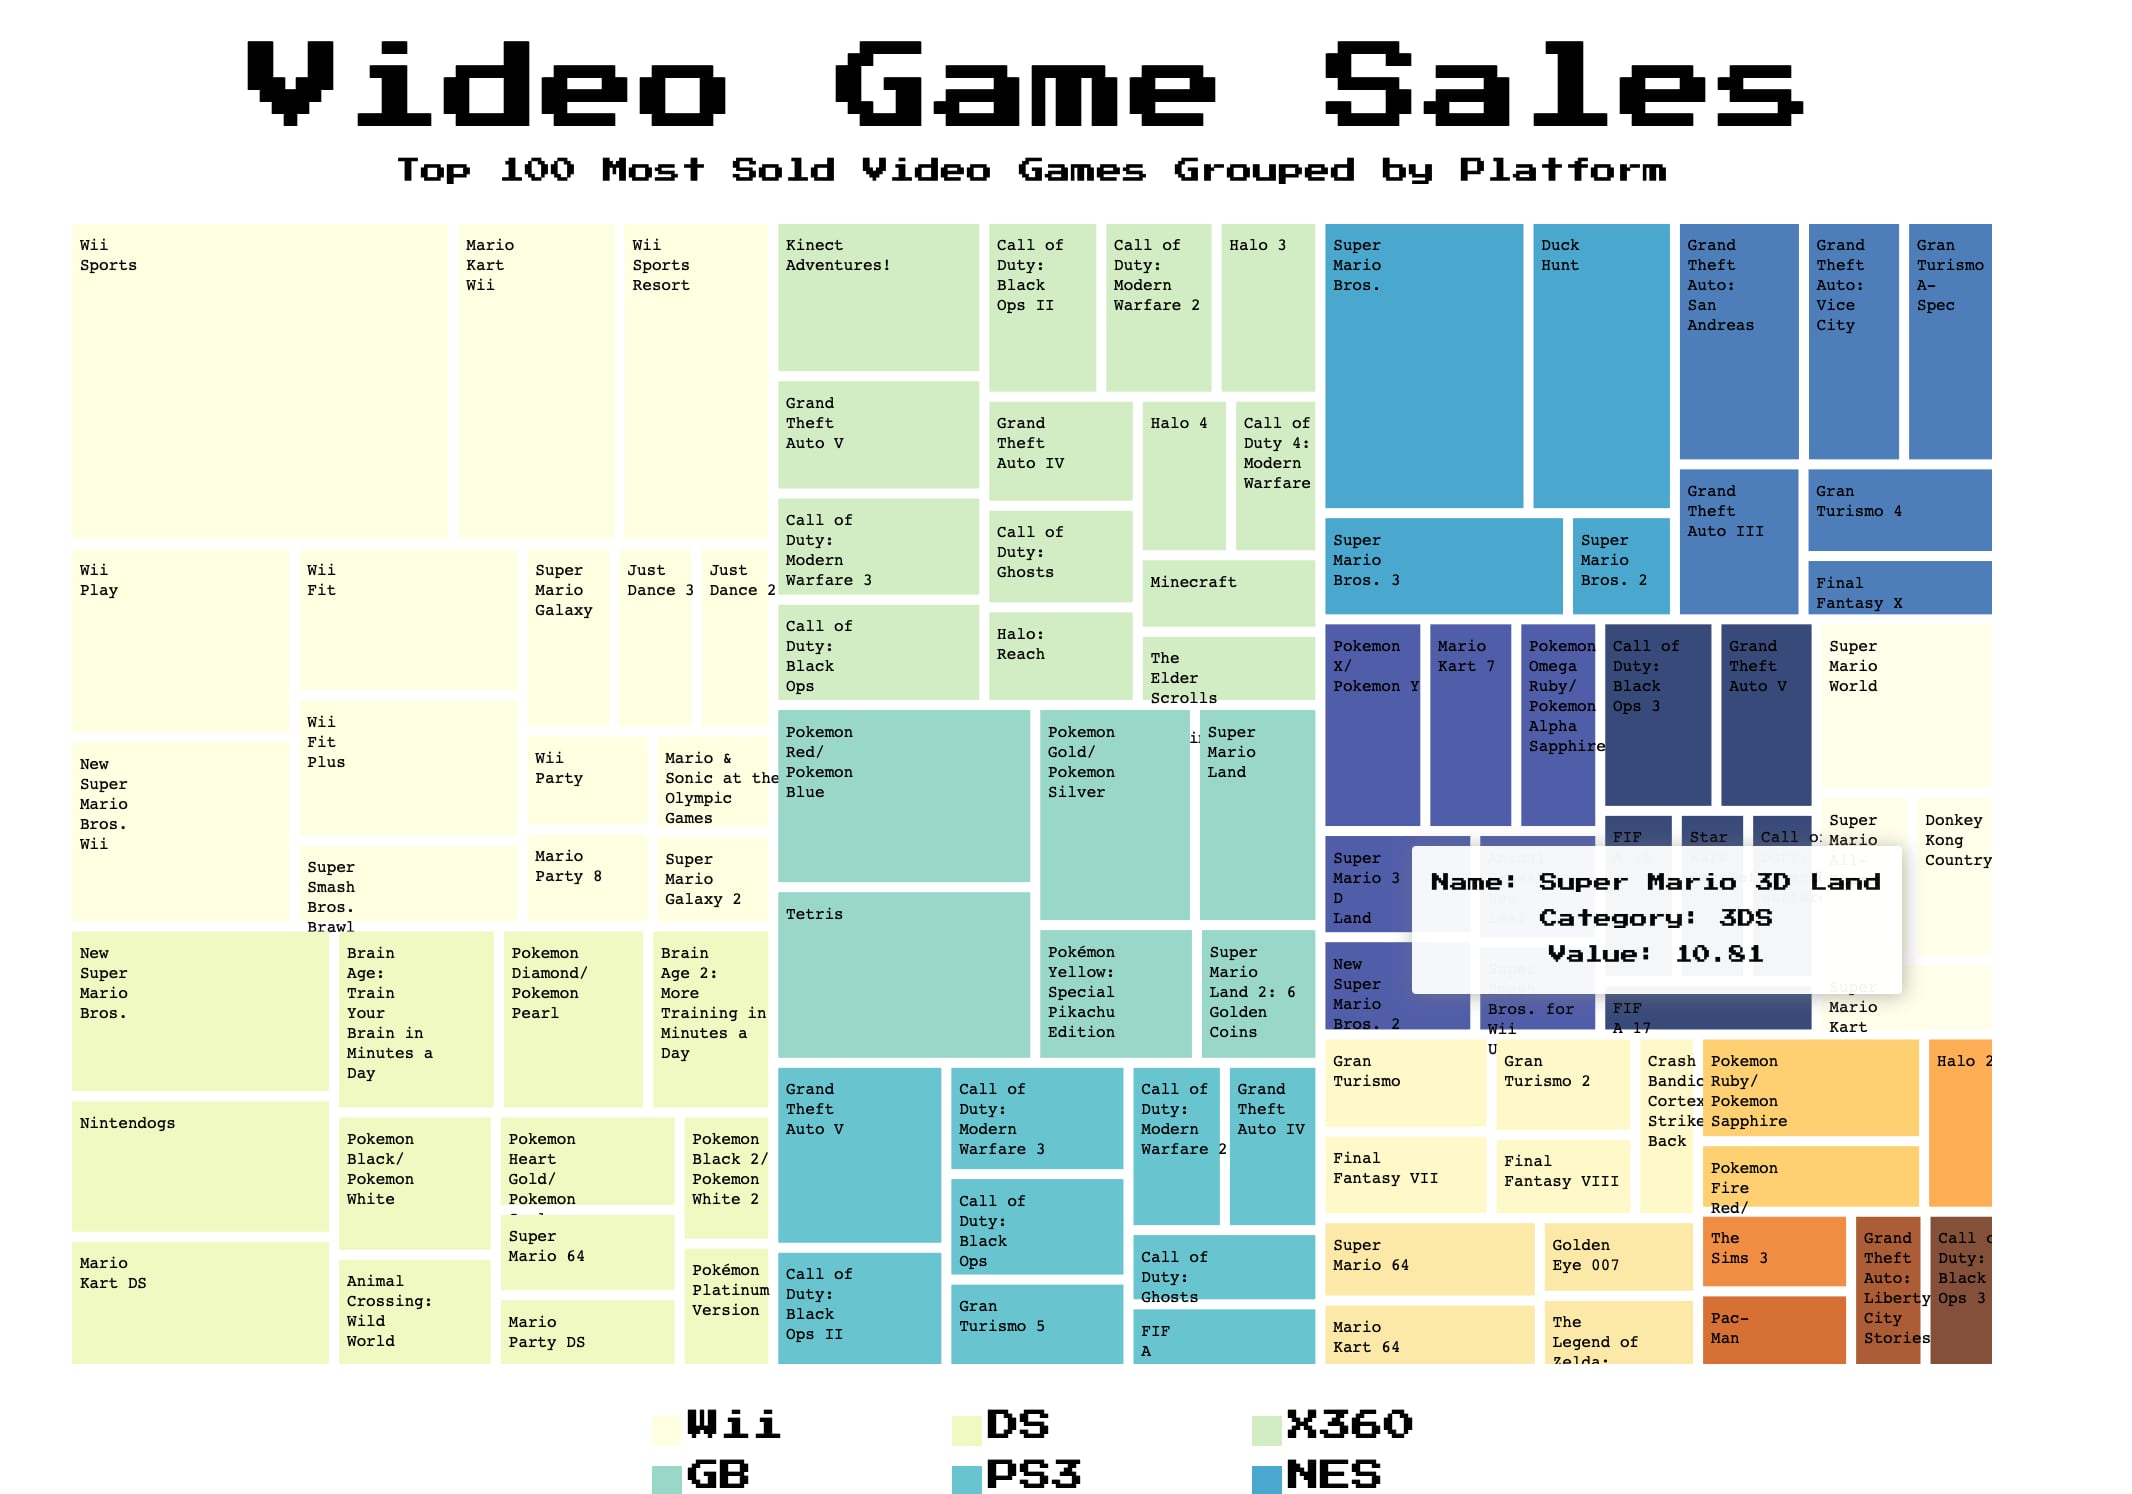 Video Game Sales
Top 100 Most Sold Video Games Grouped by Platform
Wii
Sports
Mario
Kart
Wii
Wii
Sports
Resort
Wii
Play
Wii
Fit
Super
Mario
Galaxy
Just
Dance 3
Just
Dance 2
New
Super
Mario
Bros.
Wii
Wii
Fit
Plus
Wii
Party
Mario &
Sonic at the
Olympic
Games
Super
Smash
Bros.
Brawl
Mario
Party 8
Super
Mario
Galaxy 2
New
Super
Mario
Bros.
Brain
Age:
Train
Your
Brain in
Minutes a
Day
Pokemon
Diamond/
Pokemon
Pearl
Brain
Age 2:
More
Training in
Minutes a
Day
Nintendogs
Pokemon
Black/
Pokemon
White
Pokemon
Heart
Gold/
Pokemon
Pokemon
Black 2/
Pokemon
White 2
Mario
Kart DS
Animal
Crossing:
Wild
World
Super
Mario 64
Mario
Party DS
Pokémon
Platinum
Version
Kinect
Adventures!
Call of
Duty:
Black
Ops II
Call of
Duty:
Modern
Warfare 2
Halo 3
Grand
Theft
Auto V
Grand
Theft
Auto IV
Halo 4
Call of
Duty 4:
Modern
Warfare
Call of
Duty:
Modern
Warfare 3
Call of
Duty:
Ghosts
Minecraft
Call of
Duty:
Black
Ops
Halo:
Reach
The
Elder
Scrolls
Pokemon
Red/
Pokemon
Blue
Pokemon
Gold/
Pokemon
Silver
Super
Mario
Land
Tetris
Pokémon
Yellow:
Special
Pikachu
Edition
Super
Mario
Land 2: 6
Golden
Coins
Grand
Theft
Auto V
Call of
Duty:
Modern
Warfare 3
Call of
Duty:
Modern
Warfare 2
Grand
Theft
Auto IV
Call of
Duty:
Black
Ops II
Call of
Duty:
Black
Ops
Gran
Turismo 5
Call of
Duty:
Ghosts
FIF
A
Super
Mario
Bros.
Duck
Hunt
Super
Mario
Bros. 3
Super
Mario
Bros. 2
Grand
Theft
Auto:
San
Andreas
Grand
Theft
Auto:
Vice
City
Gran
Turismo
A-
Spec
Grand
Theft
Auto III
Gran
Turismo 4
Final
Fantasy X
Pokemon
X/
Pokemon Y
Mario
Kart 7
Pokemon
Omega
Ruby/
Pokemon
Alpha
Sapphire
Super
Mario 3
D
Land
New
Super
Mario
Bros. 2
Animal
Super
Bros. for
Wii
U
Call of
Duty:
Black
Ops 3
Grand
Theft
Auto V
FIF
Star
Call of
FIF
A 17
Super
Mario
World
Super
Mario
All-
Donkey
Kong
Country
Super
Mario
Kart
Name: Super Mario 3D Land
Category: 3DS
Value: 10.81
Gran
Turismo
Gran
Turismo 2
Crash
Bandic
Cortex
Strike
Back
Final
Fantasy VII
Final
Fantasy VIII
Super
Mario 64
Golden
Eye 007
Mario
Kart 64
The
Legend of
Zelda:
Pokemon
Ruby/
Pokemon
Sapphire
Pokemon
Fire
Red/
Halo 2
The
Sims 3
Pac-
Man
Grand
Theft
Auto:
Liberty
City
Stories
Call
Duty:
Black
Ops 3
Wii
DS
X360
GB
PS3
NES